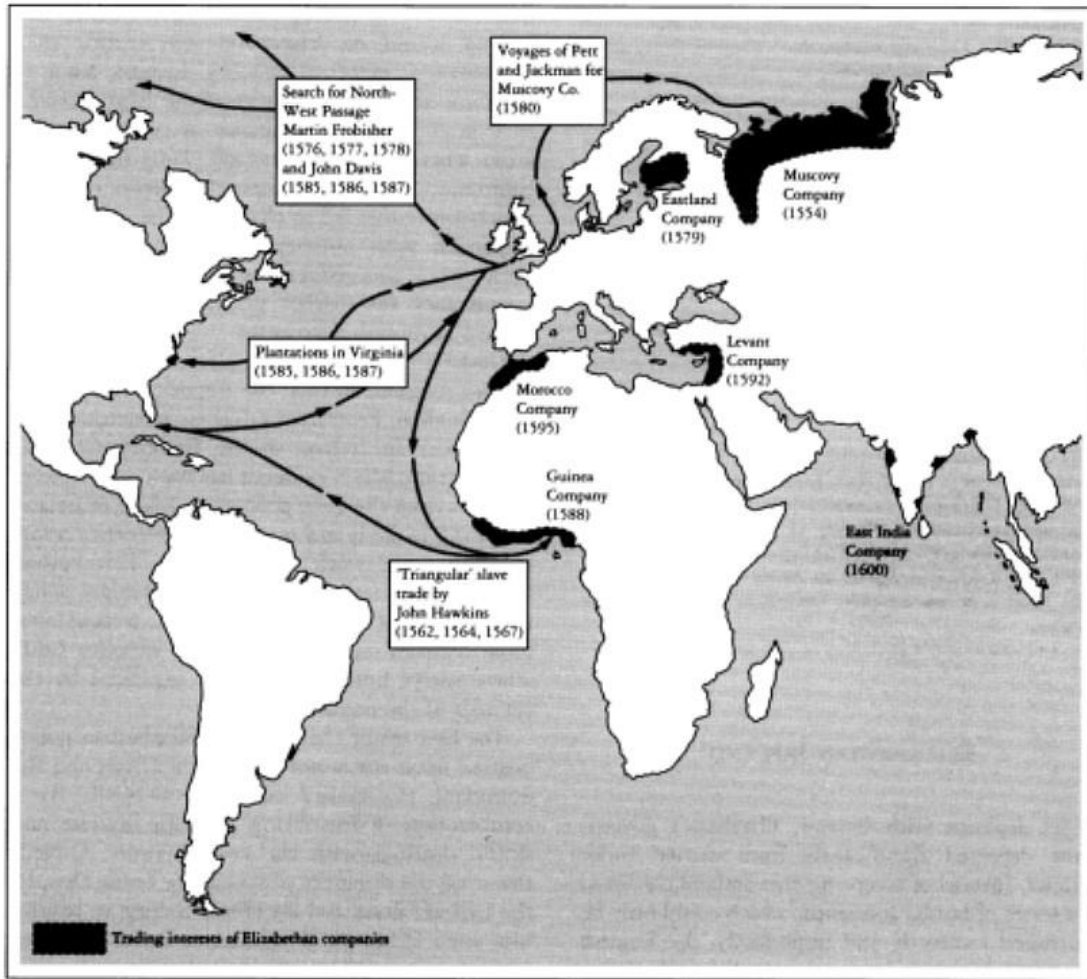 Voyages of Pett
and Jackman for
Muscovy Co.
(1580)
Search for North-
West Passage
Martin Frobisher
(1576, 1577, 1578)
and John Davis
(1585, 1586, 1587)
Muscovy
Company
(1554)
Eastland
Company
(1579)
Plantations in Virginia
(1585, 1586, 1587)
Levant
Company
(1592)
Morocco
Company
(1595)
Guinea
Company
(1588)
East India
Company
(1600)
'Triangular' slave
trade by
John Hawkins
(1562, 1564, 1567)
Trading interests of Elizabethan companies